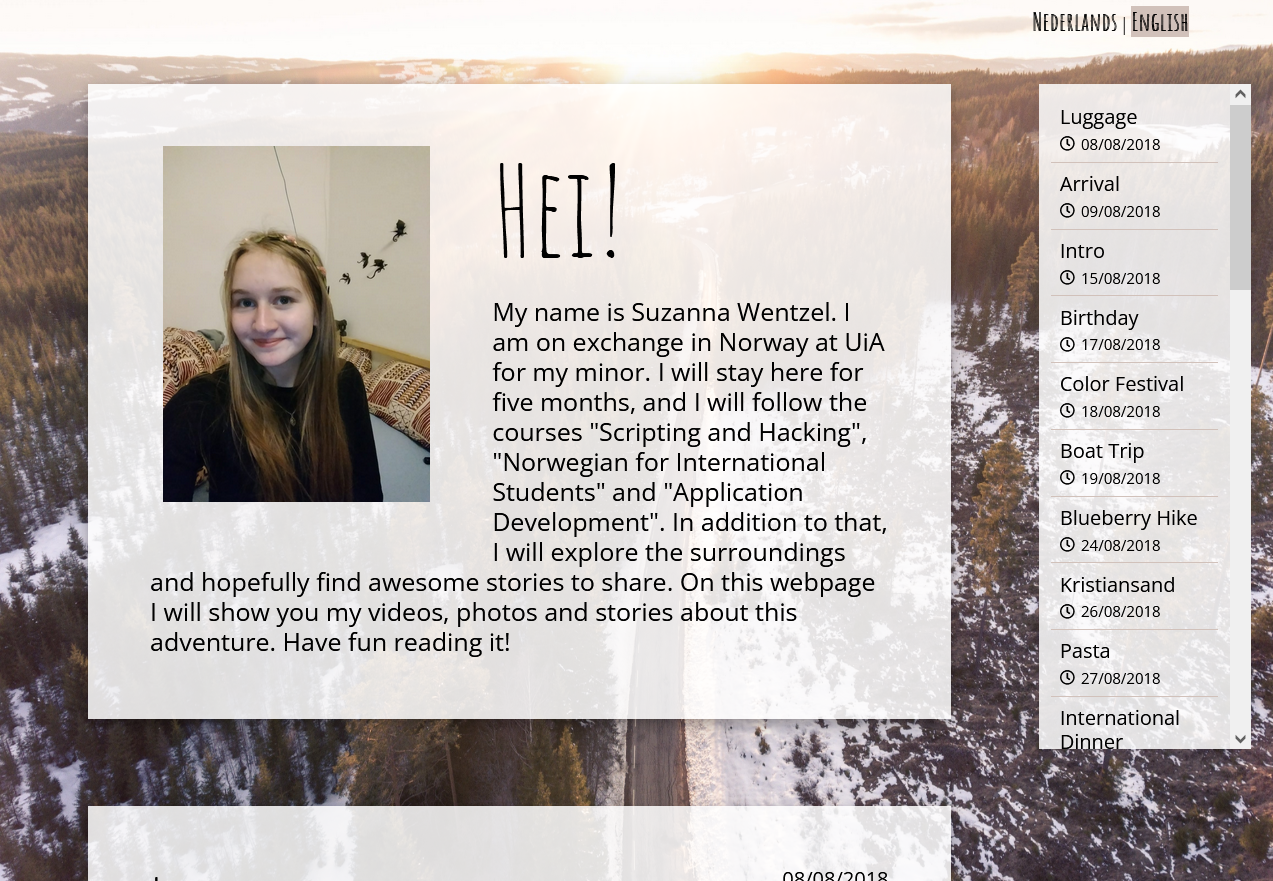 Nederlands | English
Hei!
My name is Suzanna Wentzel. I
am on exchange in Norway at UiA
for my minor. I will stay here for
five months, and I will follow the
courses "Scripting and Hacking",
"Norwegian for International
Students" and "Application
Development". In addition to that,
I will explore the surroundings
and hopefully find awesome stories to share. On this webpage
I will show you my videos, photos and stories about this
adventure. Have fun reading it!
08/08/2018
Luggage
08/08/2018
Arrival
09/08/2018
Intro
15/08/2018
Birthday
17/08/2018
Color Festival
18/08/2018
Boat Trip
19/08/2018
Blueberry Hike
24/08/2018
Kristiansand
26/08/2018
Pasta
27/08/2018
International
Dinner